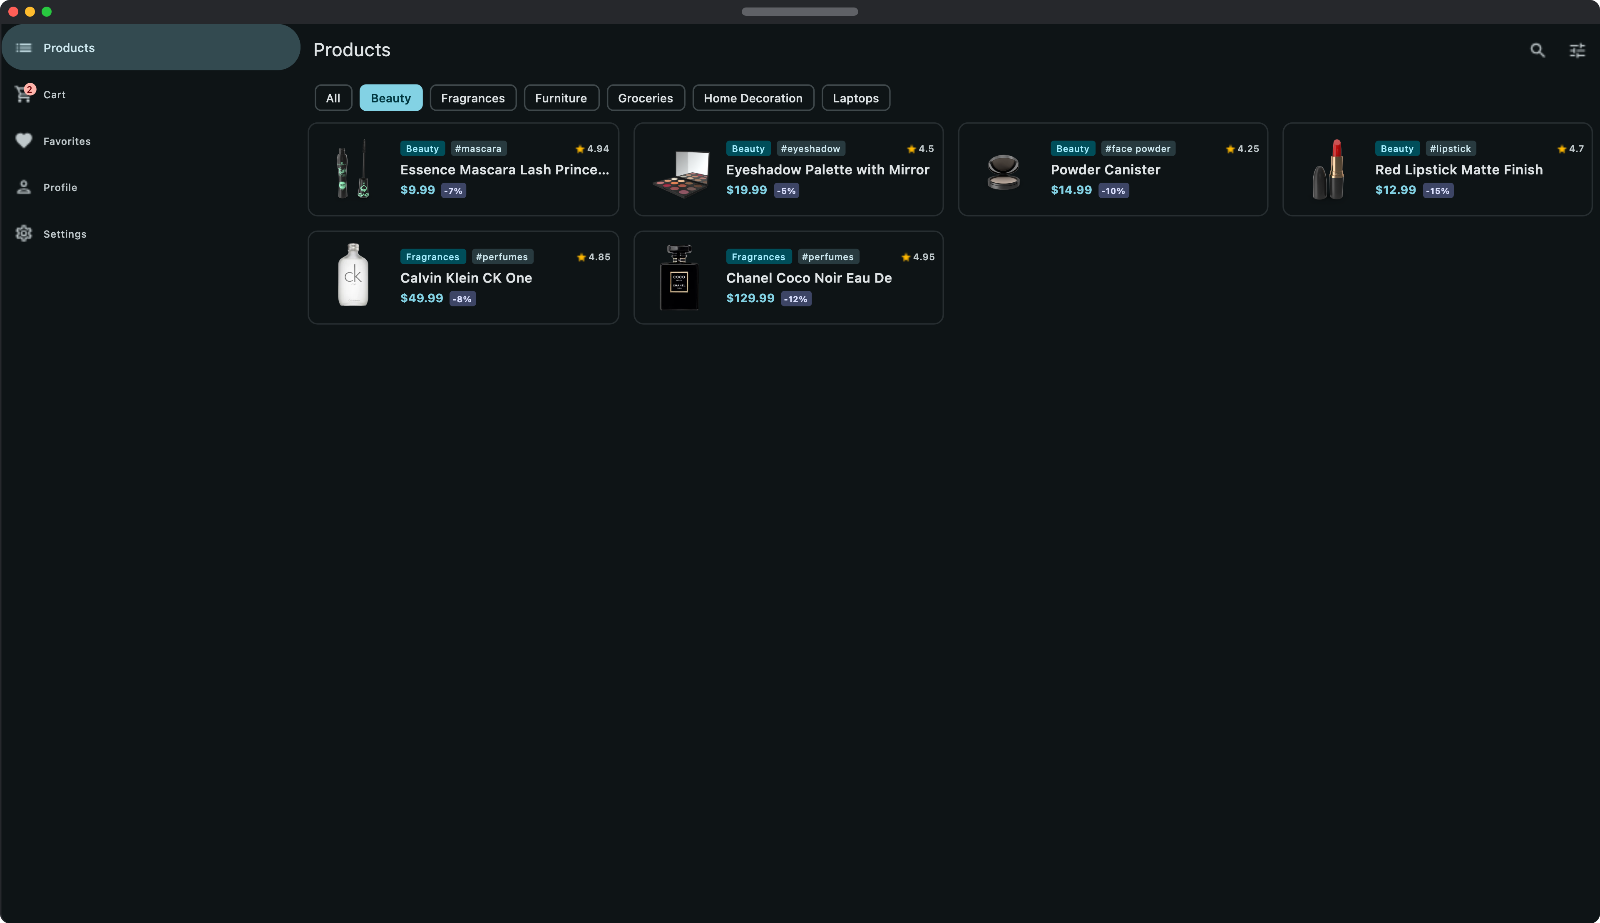 Products
2
Cart
Favorites
Profile
Settings
Products
All Beauty Fragrances Furniture Groceries Home Decoration Laptops
Beauty #mascara 4.94
Essence Mascara Lash Prince...
$9.99 -7%
Beauty #eyeshadow 4.5
Eyeshadow Palette with Mirror
$19.99 -5%
Beauty #face powder 4.25
Powder Canister
$14.99 -10%
Beauty #lipstick 4.7
Red Lipstick Matte Finish
$12.99 -15%
ck
Fragrances #perfumes 4.85
Calvin Klein CK One
$49.99 -8%
COCO
CHANEL
Fragrances #perfumes 4.95
Chanel Coco Noir Eau De
$129.99 -12%